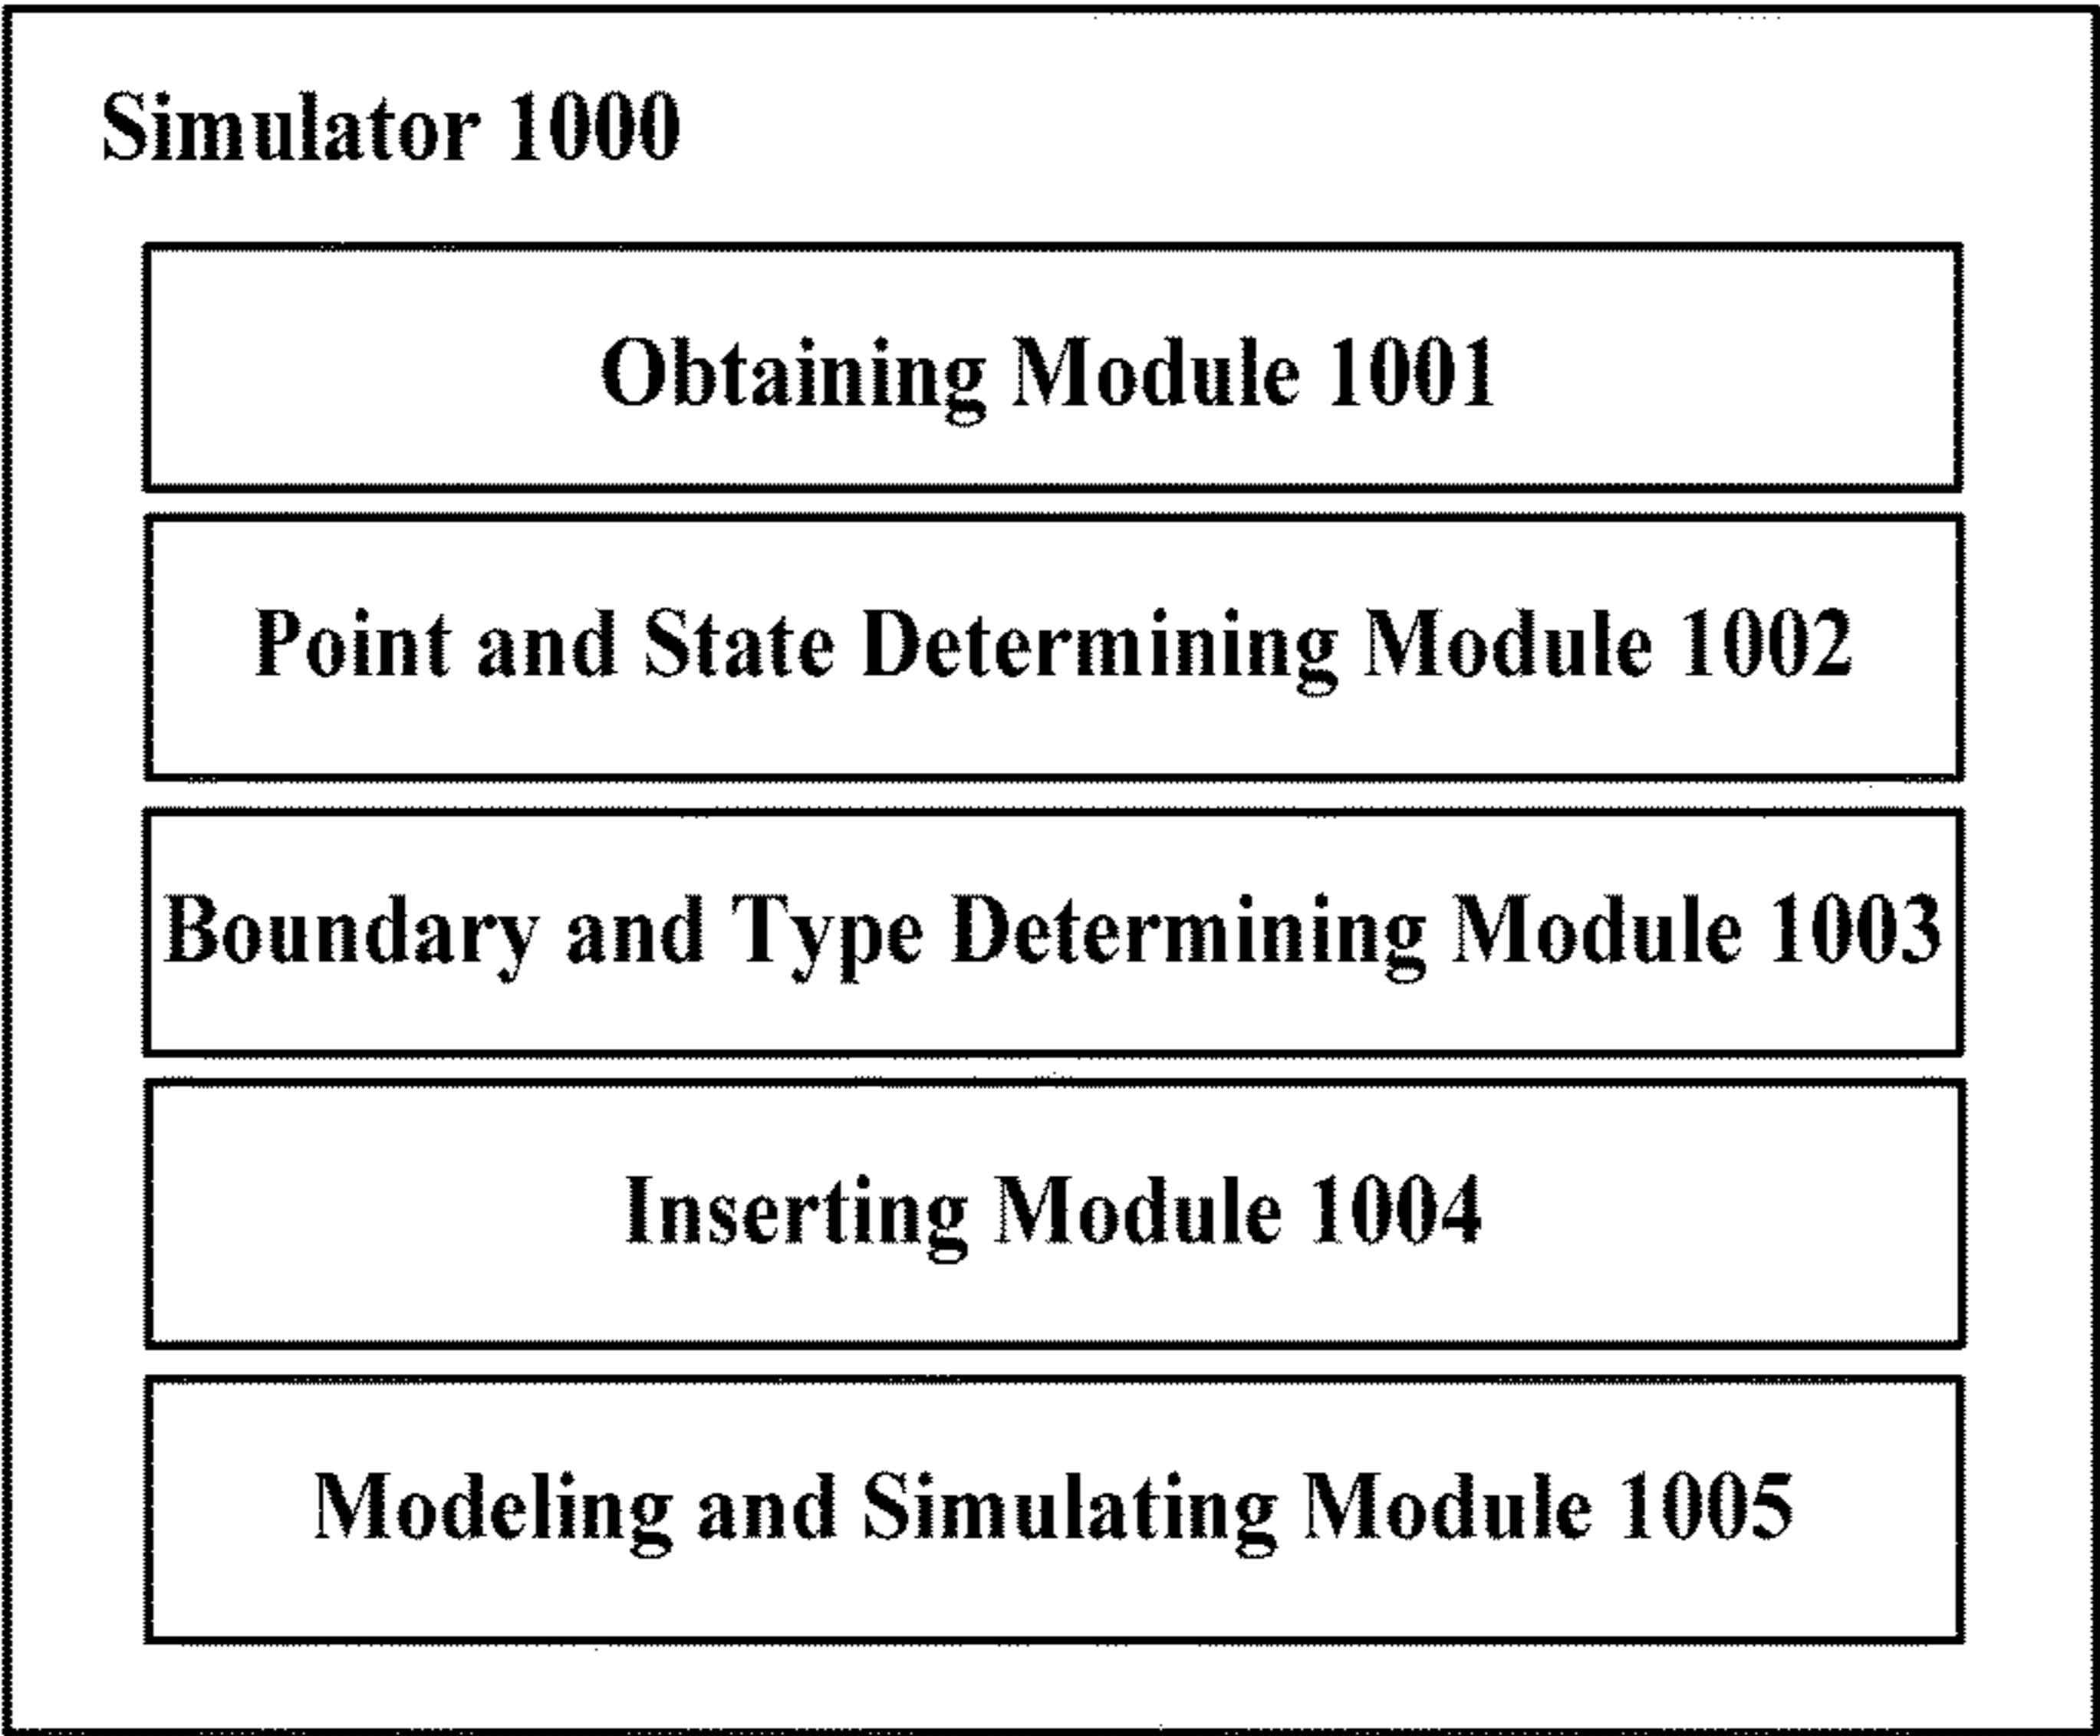 Simulator 1000
Obtaining Module 1001
Point and State Determining Module 1002
Boundary and Type Determining Module 1003
Inserting Module 1004
Modeling and Simulating Module 1005